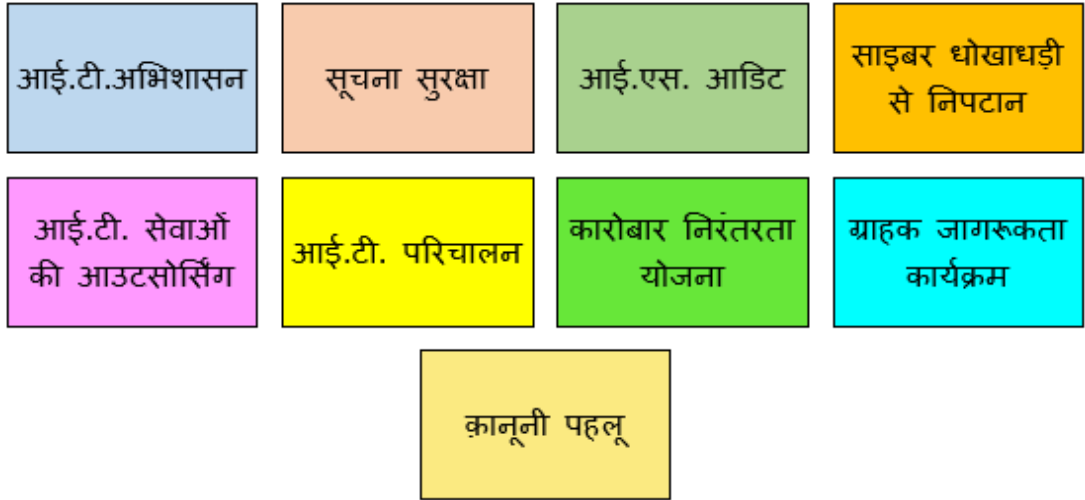 आई.टी.अभिशासन
सूचना सुरक्षा
आई.एस. आडिट
साइबर धोखाधड़ी
से निपटान
आई.टी. सेवाओं
की आउटसोर्सिंग
आई.टी. परिचालन
कारोबार निरंतरता
योजना
ग्राहक जागरूकता
कार्यक्रम
क़ानूनी पहलू